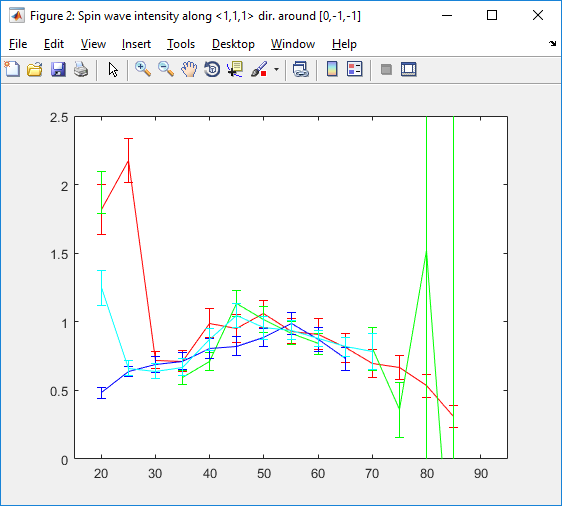 Figure 2: Spin wave intensity along <1,1,1> dir. around [0,-1,-1]
File Edit View Insert Tools Desktop Window Help
2.5
2
1.5
1
0.5
0
20 30 40 50 60 70 80 90